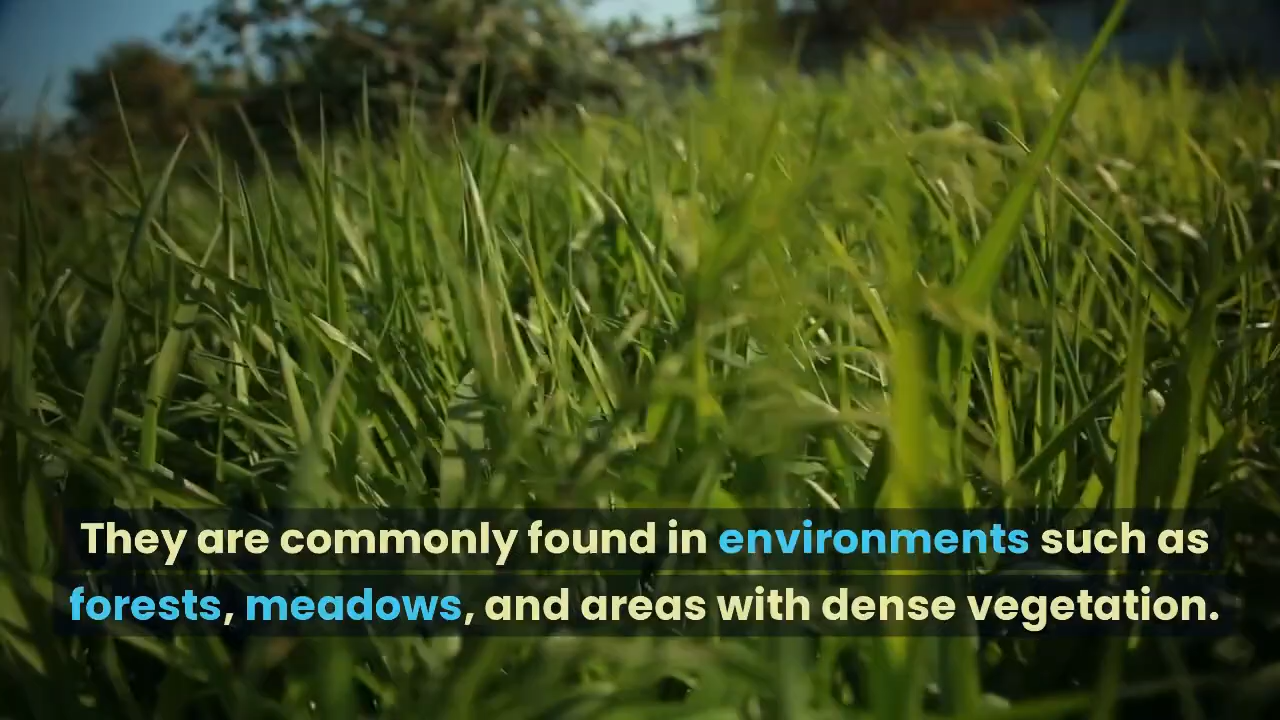 They are commonly found in environments such as
forests, meadows, and areas with dense vegetation.